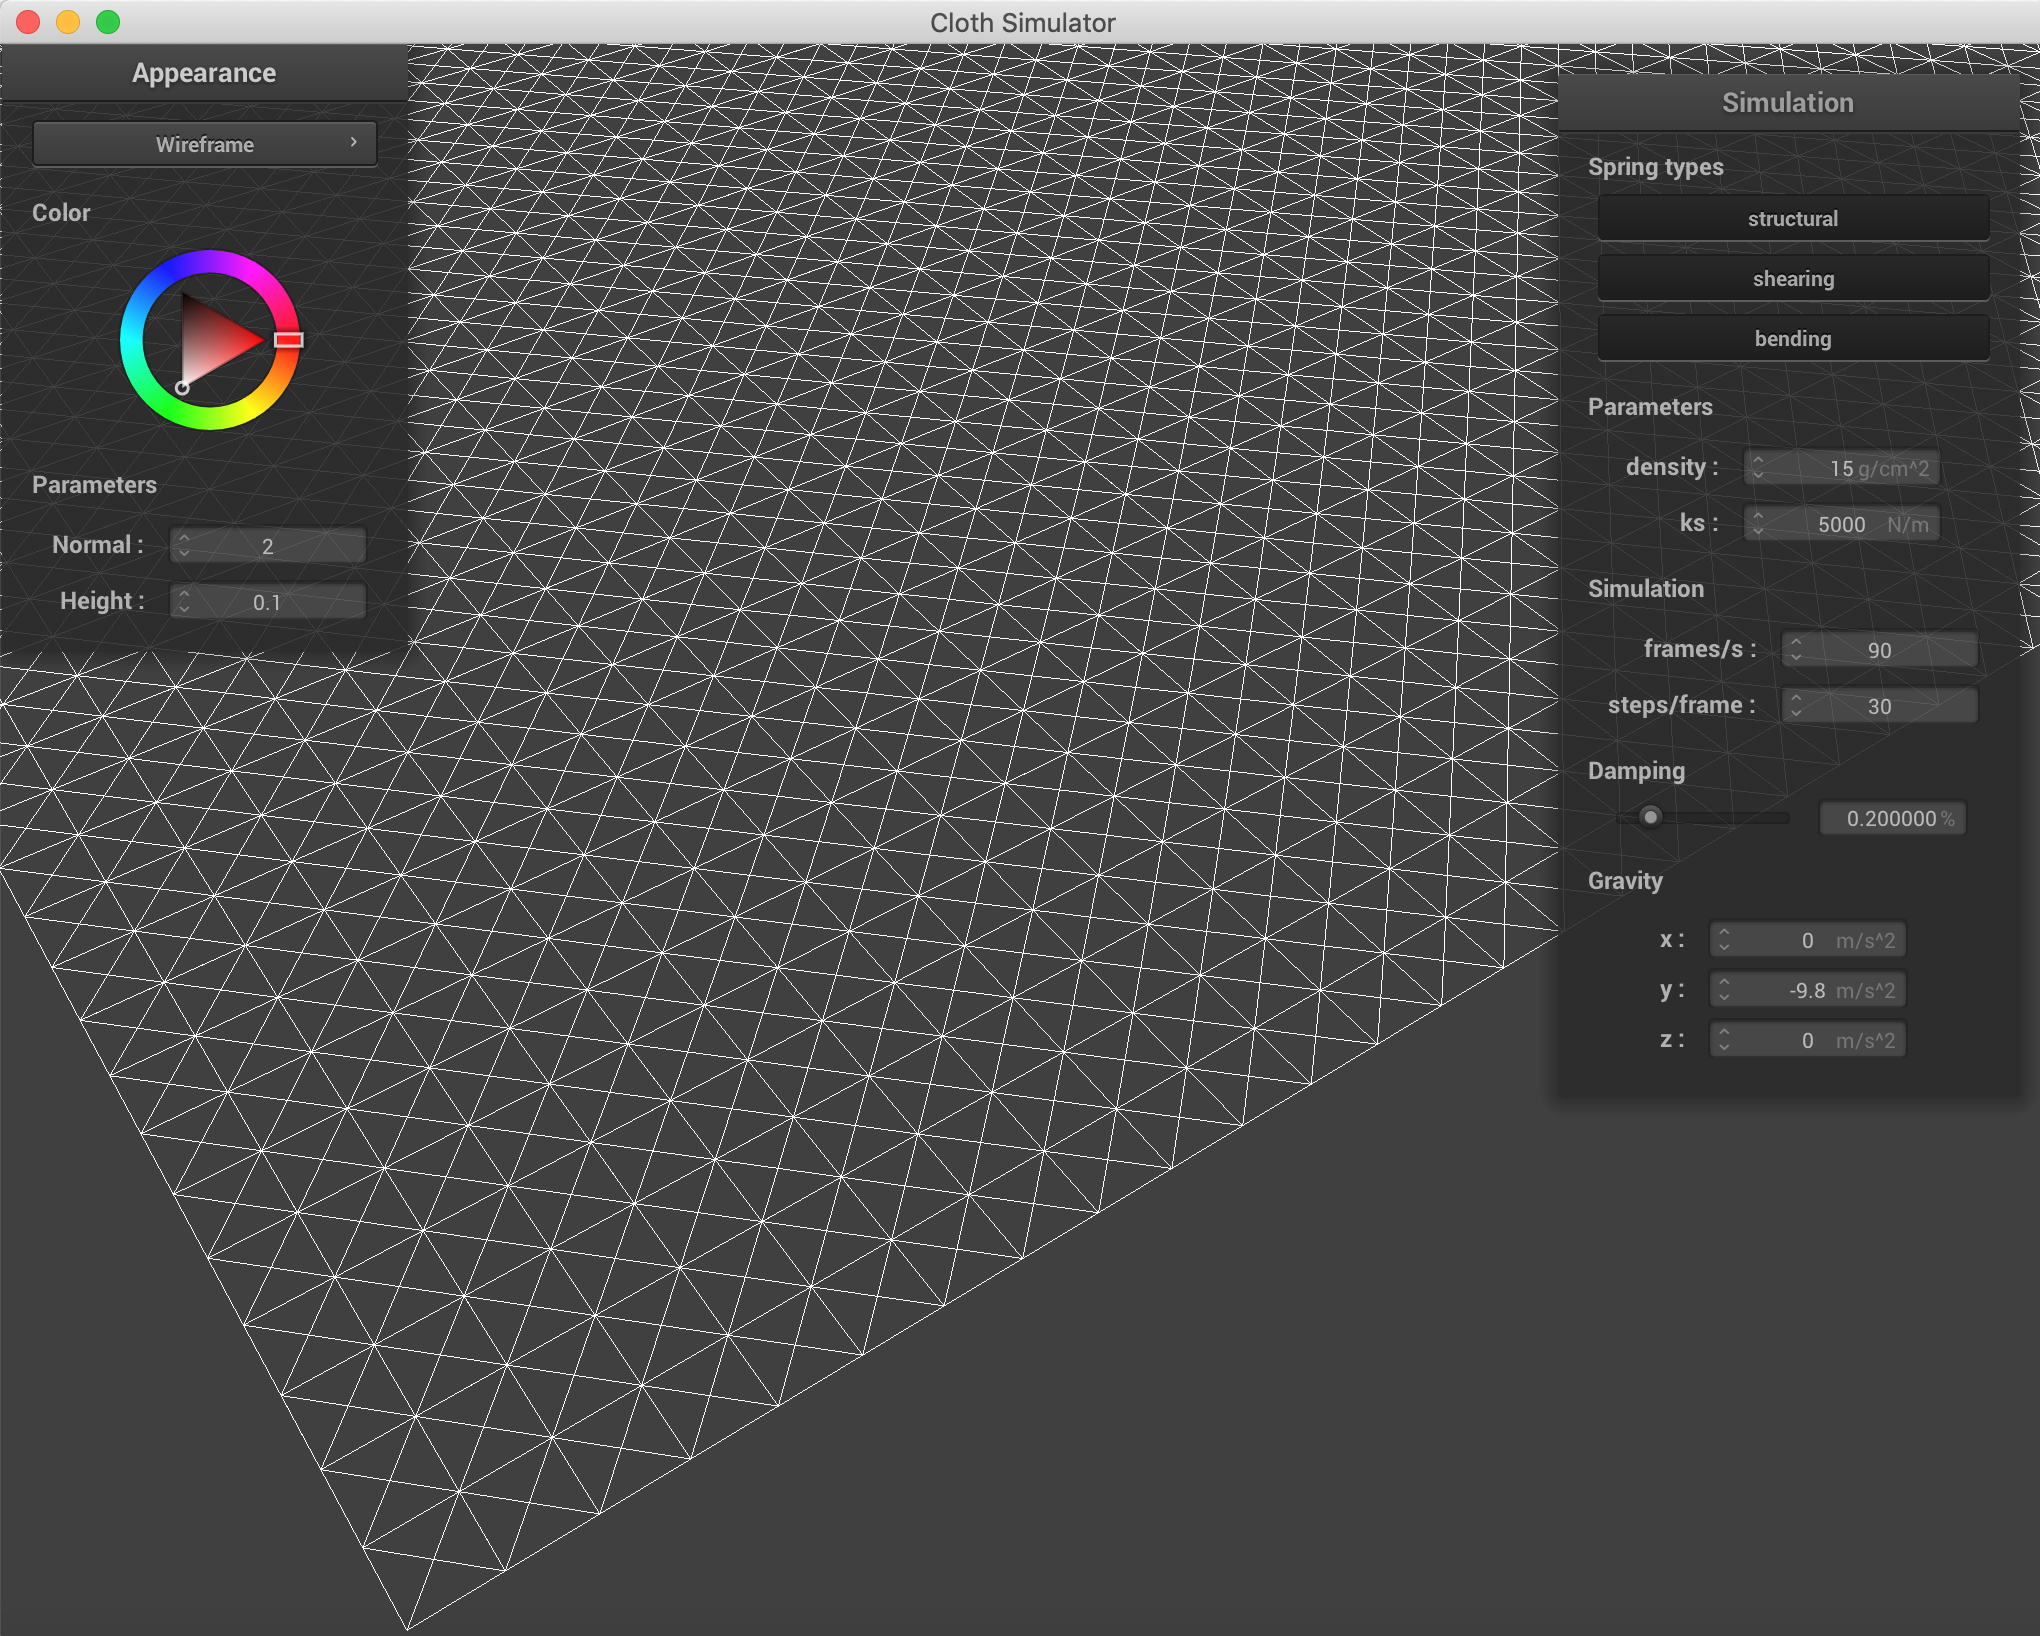 Cloth Simulator
Appearance
Wireframe
Color
Parameters
Normal : 2
Height : 0.1
Simulation
Spring types
structural
shearing
bending
Parameters
density : 15 g/cm^2
ks : 5000 N/m
Simulation
frames/s : 90
steps/frame : 30
Damping
0.200000 %
Gravity
x : 0 m/s^2
y : -9.8 m/s^2
z : 0 m/s^2